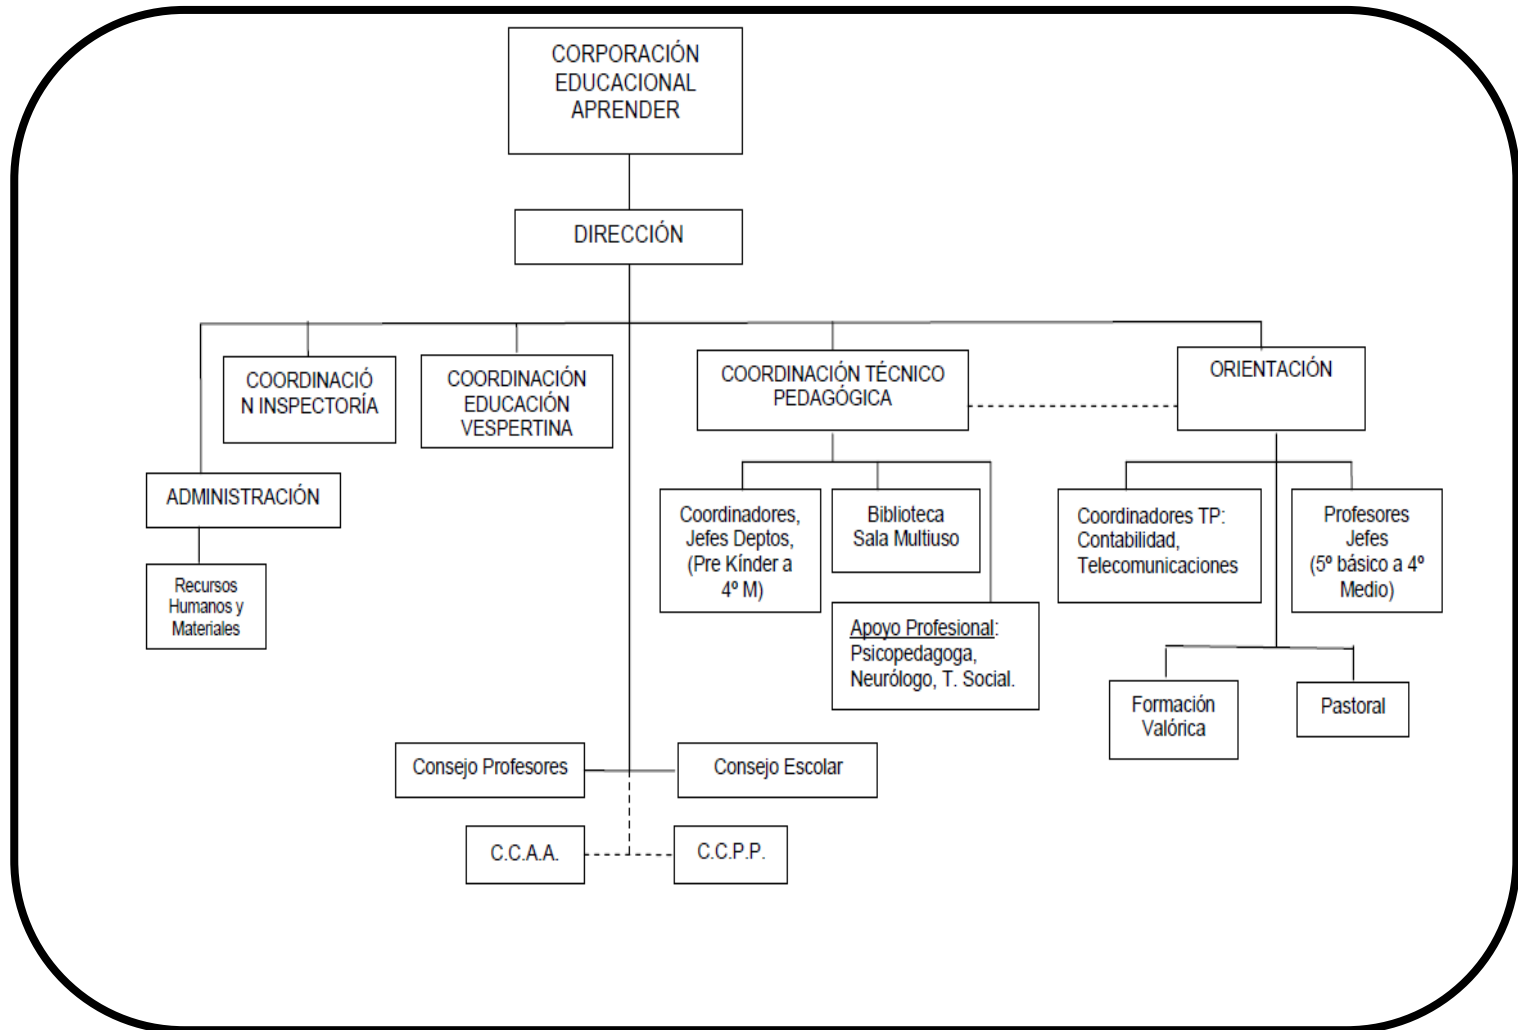 CORPORACIÓN
EDUCACIONAL
APRENDER
DIRECCIÓN
COORDINACIÓ
N INSPECTORÍA
COORDINACIÓN
EDUCACIÓN
VESPERTINA
COORDINACIÓN TÉCNICO
PEDAGÓGICA
ORIENTACIÓN
ADMINISTRACIÓN
Recursos
Humanos y
Materiales
Coordinadores,
Jefes Deptos,
(Pre Kínder a
4º M)
Biblioteca
Sala Multiuso
Apoyo Profesional:
Psicopedagoga,
Neurólogo, T. Social.
Coordinadores TP:
Contabilidad,
Telecomunicaciones
Profesores
Jefes
(5º básico a 4º
Medio)
Formación
Valórica
Pastoral
Consejo Profesores
Consejo Escolar
C.C.A.A.
C.C.P.P.